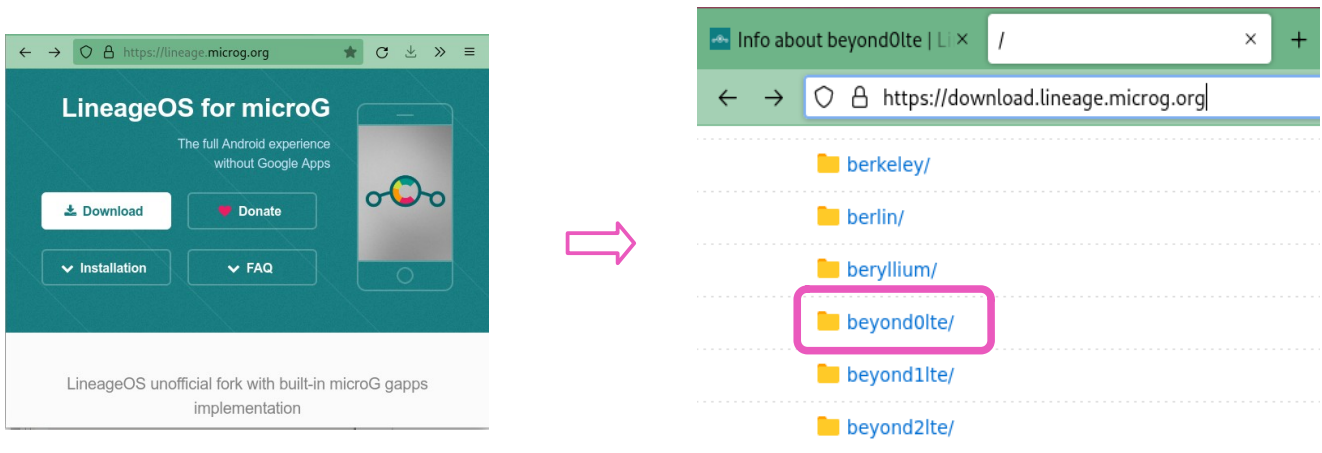 https://lineage.microg.org
LineageOS for microG
The full Android experience
without Google Apps
Download
Donate
Installation
FAQ
LineageOS unofficial fork with built-in microG gapps
implementation
Info about beyond0lte | Li
/
https://download.lineage.microg.org
berkeley/
berlin/
beryllium/
beyond0lte/
beyond1lte/
beyond2lte/